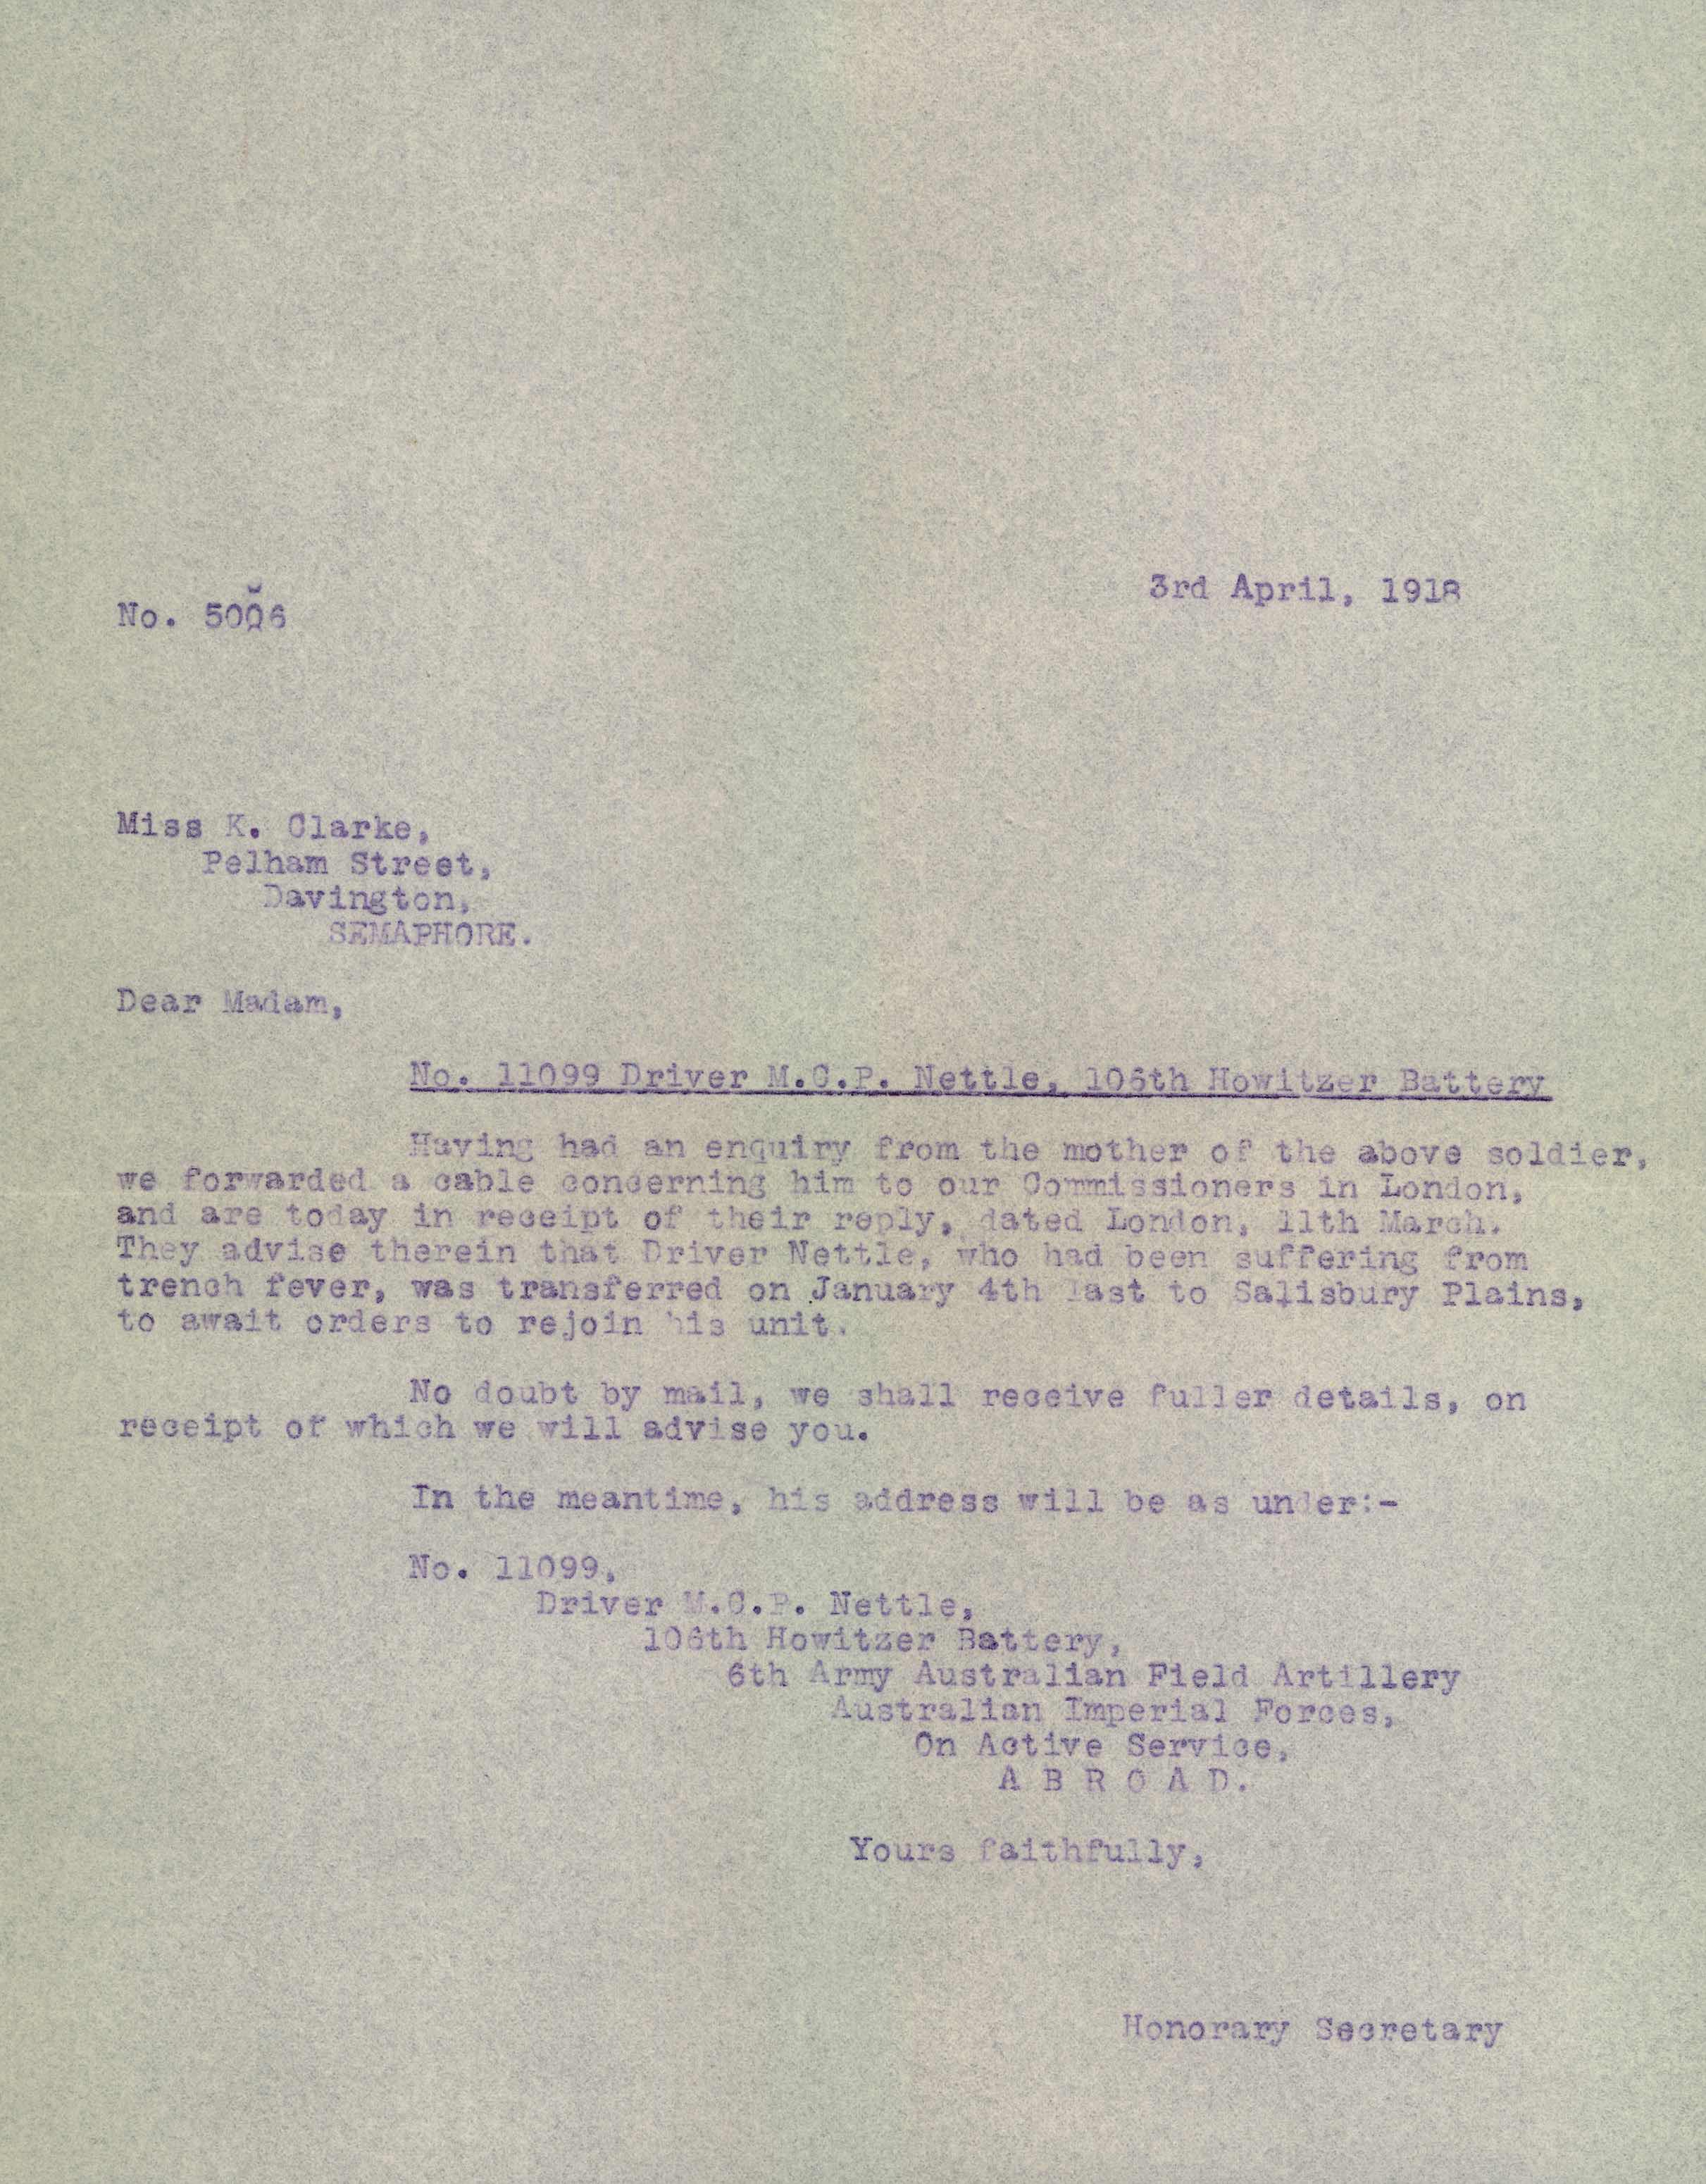 3rd April, 1918
No. 5006
Miss K. Clarke,
Pelham Street,
Davington,
SEMAPHORE.
Dear Madam,
No. 11099 Driver M.C.P. Nettle, 106th Howitzer Battery
Having had an enquiry from the mother of the above soldier,
we forwarded a cable concerning him to our Commissioners in London,
and are today in receipt of their reply, dated London, 11th March.
They advise therein that Driver Nettle, who had been suffering from
trench fever, was transferred on January 4th last to Salisbury Plains,
to await orders to rejoin his unit.
No doubt by mail, we shall receive fuller details, on
receipt of which we will advise you.
In the meantime, his address will be as under:-
No. 11099,
Driver M.C.P. Nettle,
106th Howitzer Battery,
6th Army Australian Field Artillery
Australian Imperial Forces,
On Active Service,
A B R O A D.
Yours faithfully,
Honorary Secretary